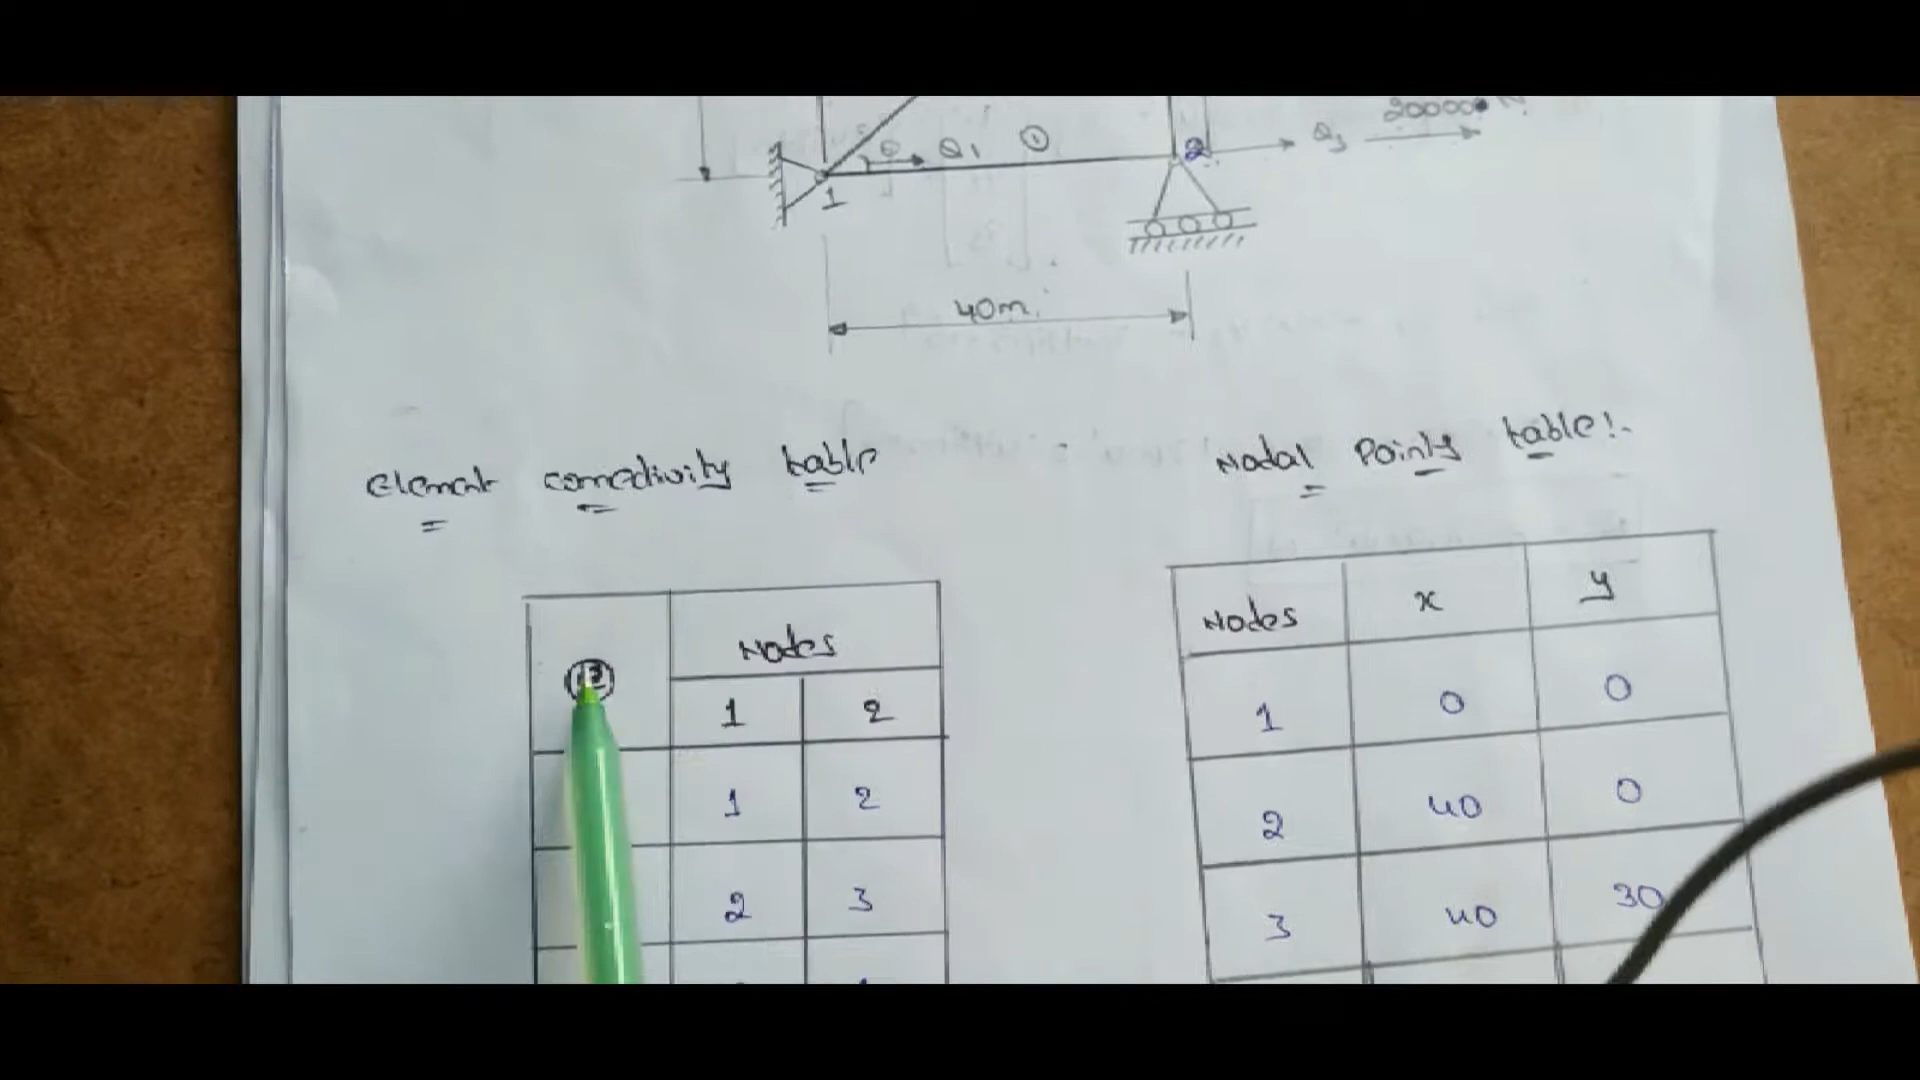 20000
Q1 ① 2 Q3
1
40m
Element connectivity table
Nodal Points table:-
Nodes
1 2
1 2
2 3
Nodes x y
1 0 0
2 40 0
3 40 30